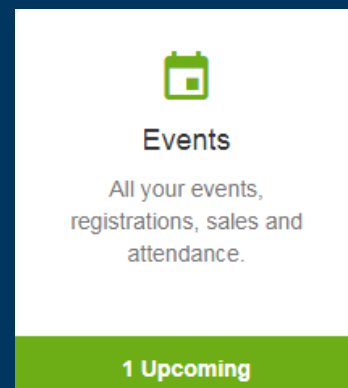 Events
All your events,
registrations, sales and
attendance.
1 Upcoming